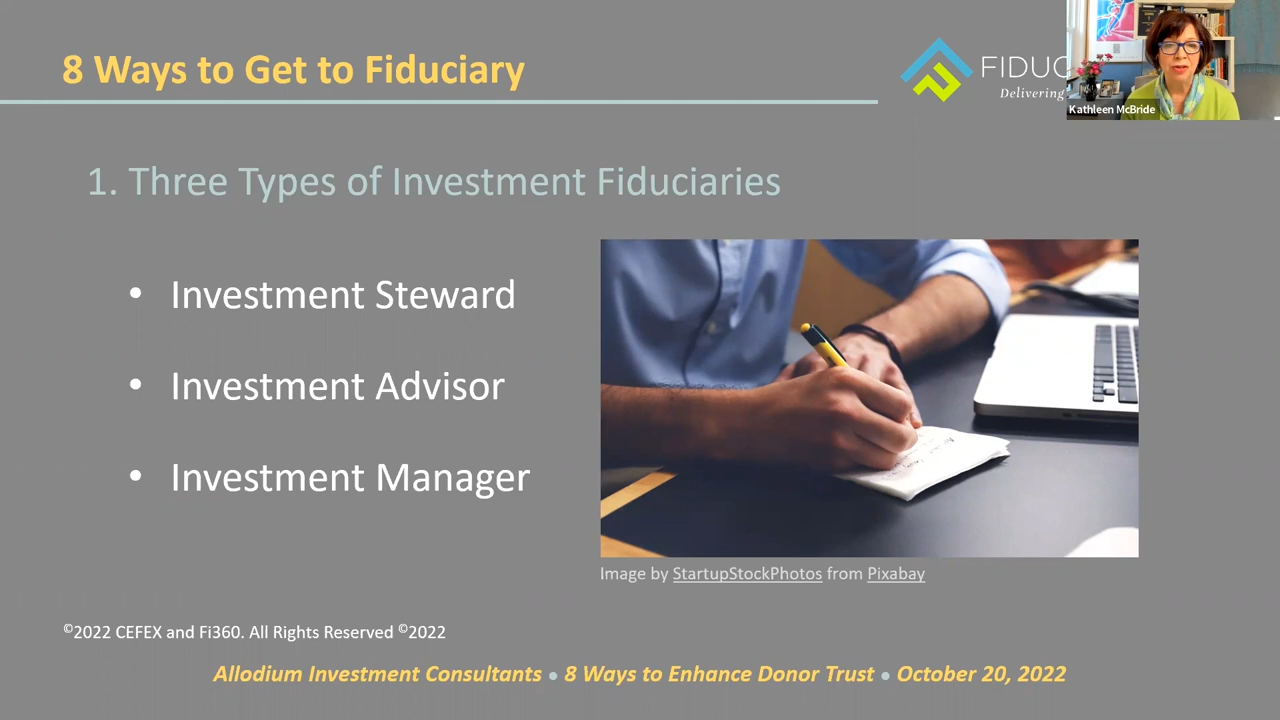 8 Ways to Get to Fiduciary
FIDUC
Delivering
Kathleen McBride
1. Three Types of Investment Fiduciaries
• Investment Steward
• Investment Advisor
• Investment Manager
Image by StartupStockPhotos from Pixabay
©2022 CEFEX and Fi360. All Rights Reserved ©2022
Allodium Investment Consultants • 8 Ways to Enhance Donor Trust • October 20, 2022